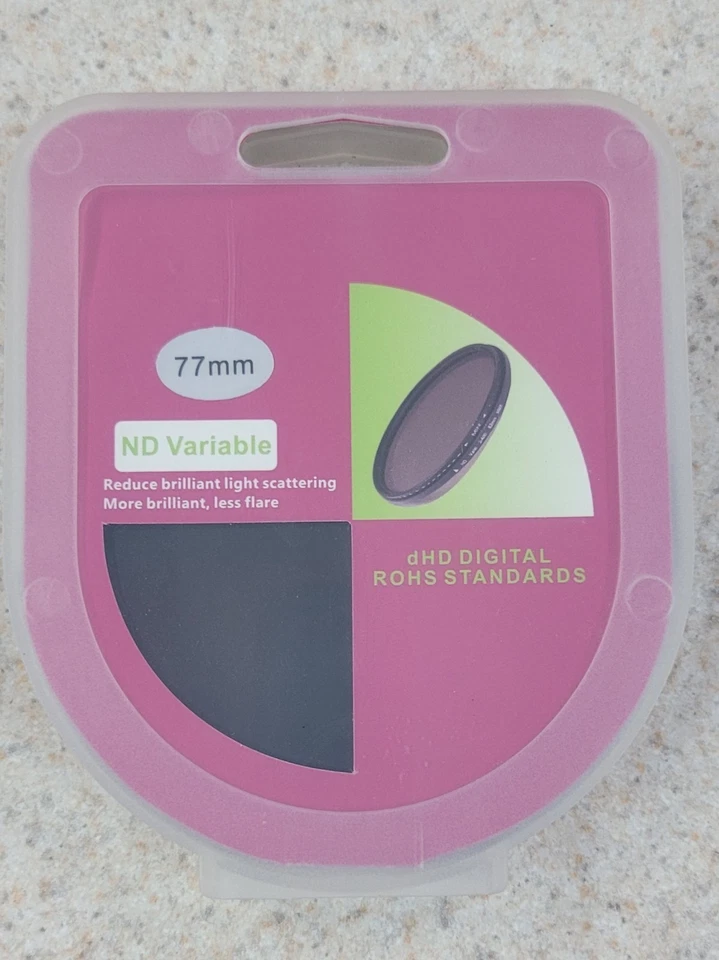 77mm
ND Variable
Reduce brilliant light scattering
More brilliant, less flare
dHD DIGITAL
ROHS STANDARDS